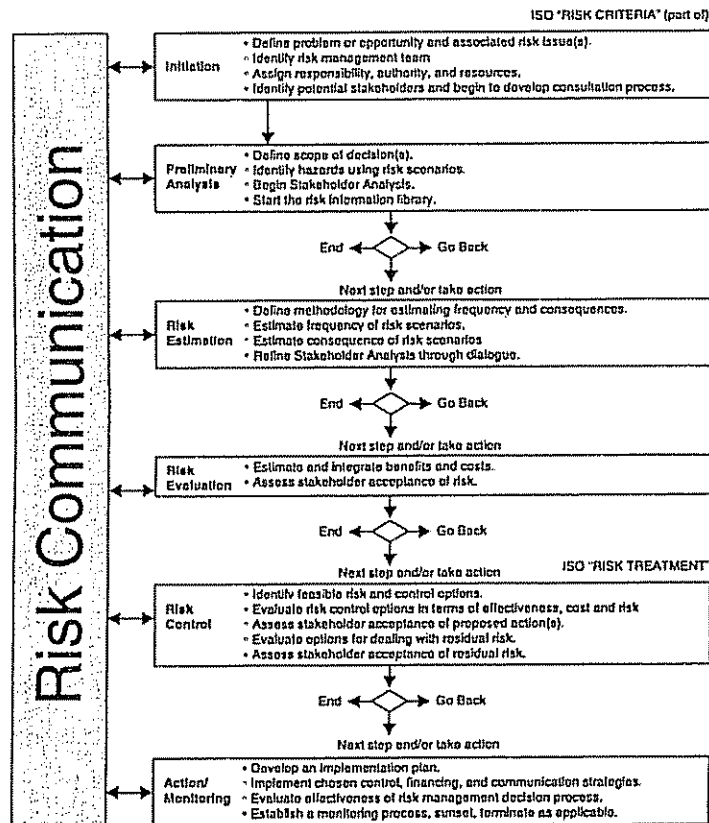 ISO "RISK CRITERIA" (part of)
Risk Communication
Initiation
• Define problem or opportunity and associated risk issue(s).
• Identify risk management team
• Assign responsibility, authority, and resources.
• Identify potential stakeholders and begin to develop consultation process.
Preliminary
Analysis
• Define scope of decision(s).
• Identify hazards using risk scenarios.
• Begin Stakeholder Analysis.
• Start the risk information library.
End
Go Back
Next step and/or take action
Risk
Estimation
• Define methodology for estimating frequency and consequences.
• Estimate frequency of risk scenarios.
• Estimate consequence of risk scenarios
• Refine Stakeholder Analysis through dialogue.
End
Go Back
Next step and/or take action
Risk
Evaluation
• Estimate and integrate benefits and costs.
• Assess stakeholder acceptance of risk.
End
Go Back
Next step and/or take action
ISO "RISK TREATMENT"
Risk
Control
• Identify feasible risk and control options.
• Evaluate risk control options in terms of effectiveness, cost and risk
• Assess stakeholder acceptance of proposed action(s).
• Evaluate options for dealing with residual risk.
• Assess stakeholder acceptance of residual risk.
End
Go Back
Next step and/or take action
Action/
Monitoring
• Develop an implementation plan.
• Implement chosen control, financing, and communication strategies.
• Evaluate effectiveness of risk management decision process.
• Establish a monitoring process, sunset, terminate as applicable.